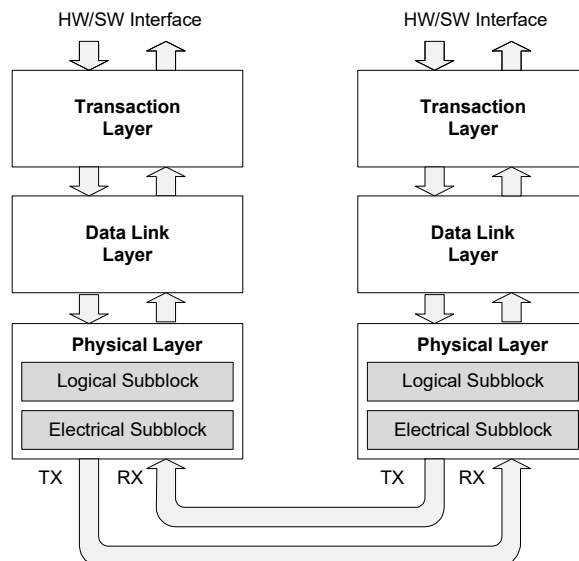 HW/SW Interface
Transaction
Layer
Data Link
Layer
Physical Layer
Logical Subblock
Electrical Subblock
TX
RX
HW/SW Interface
Transaction
Layer
Data Link
Layer
Physical Layer
Logical Subblock
Electrical Subblock
TX
RX